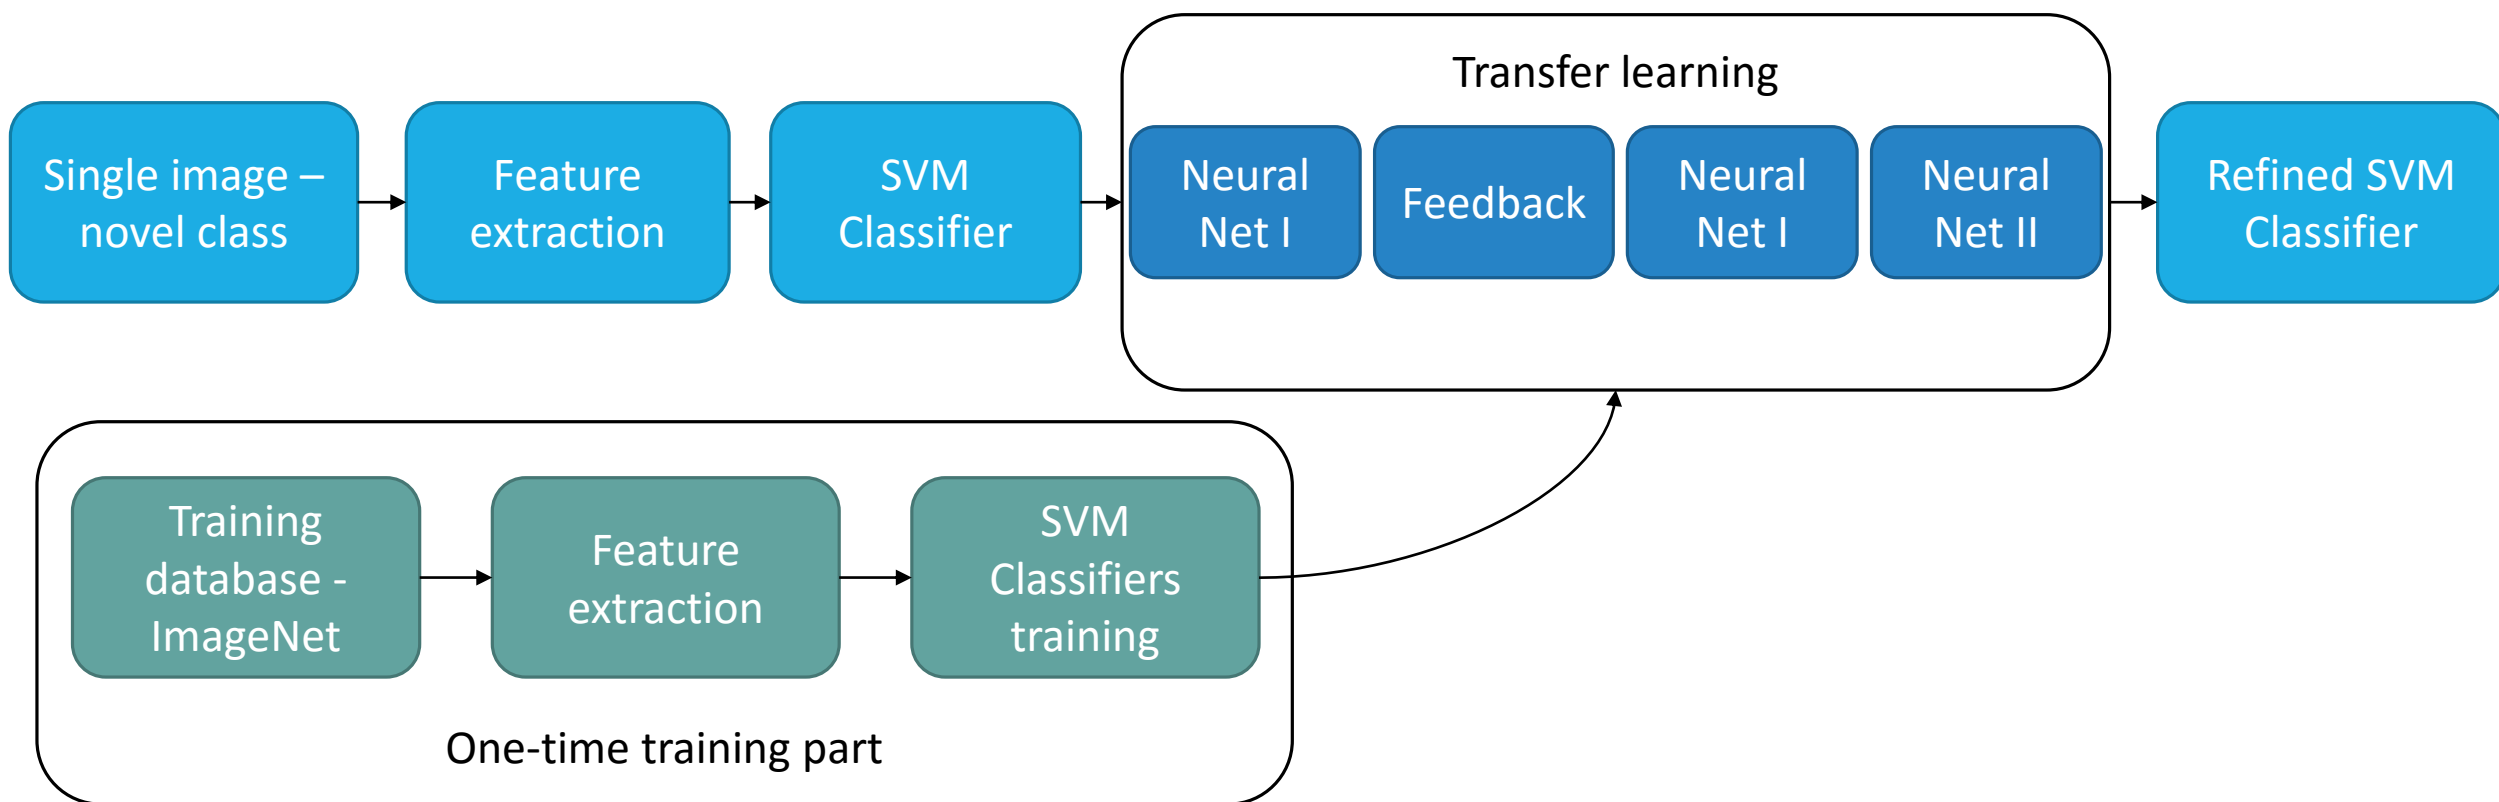 Transfer learning
Single image –
novel class
Feature
extraction
SVM
Classifier
Neural
Net I
Feedback
Neural
Net I
Neural
Net II
Refined SVM
Classifier
Training
database -
ImageNet
Feature
extraction
SVM
Classifiers
training
One-time training part